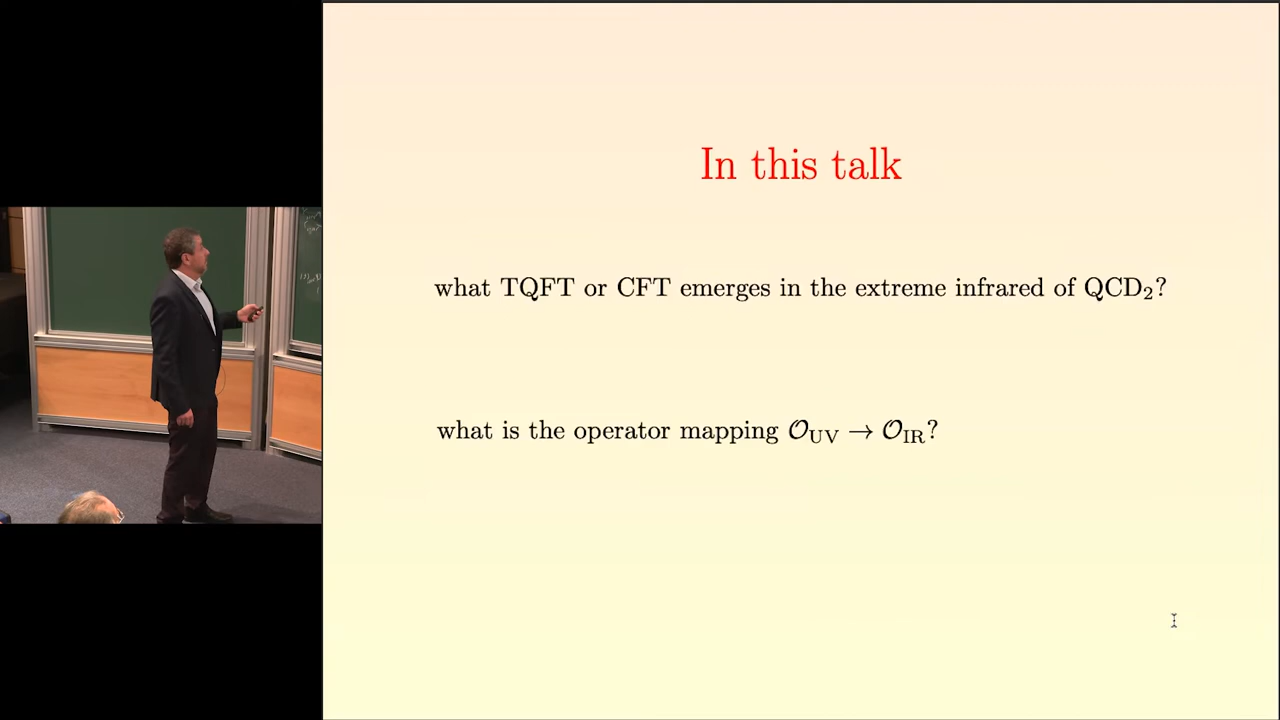 In this talk
what TQFT or CFT emerges in the extreme infrared of QCD₂?
what is the operator mapping 𝒪_UV → 𝒪_IR?